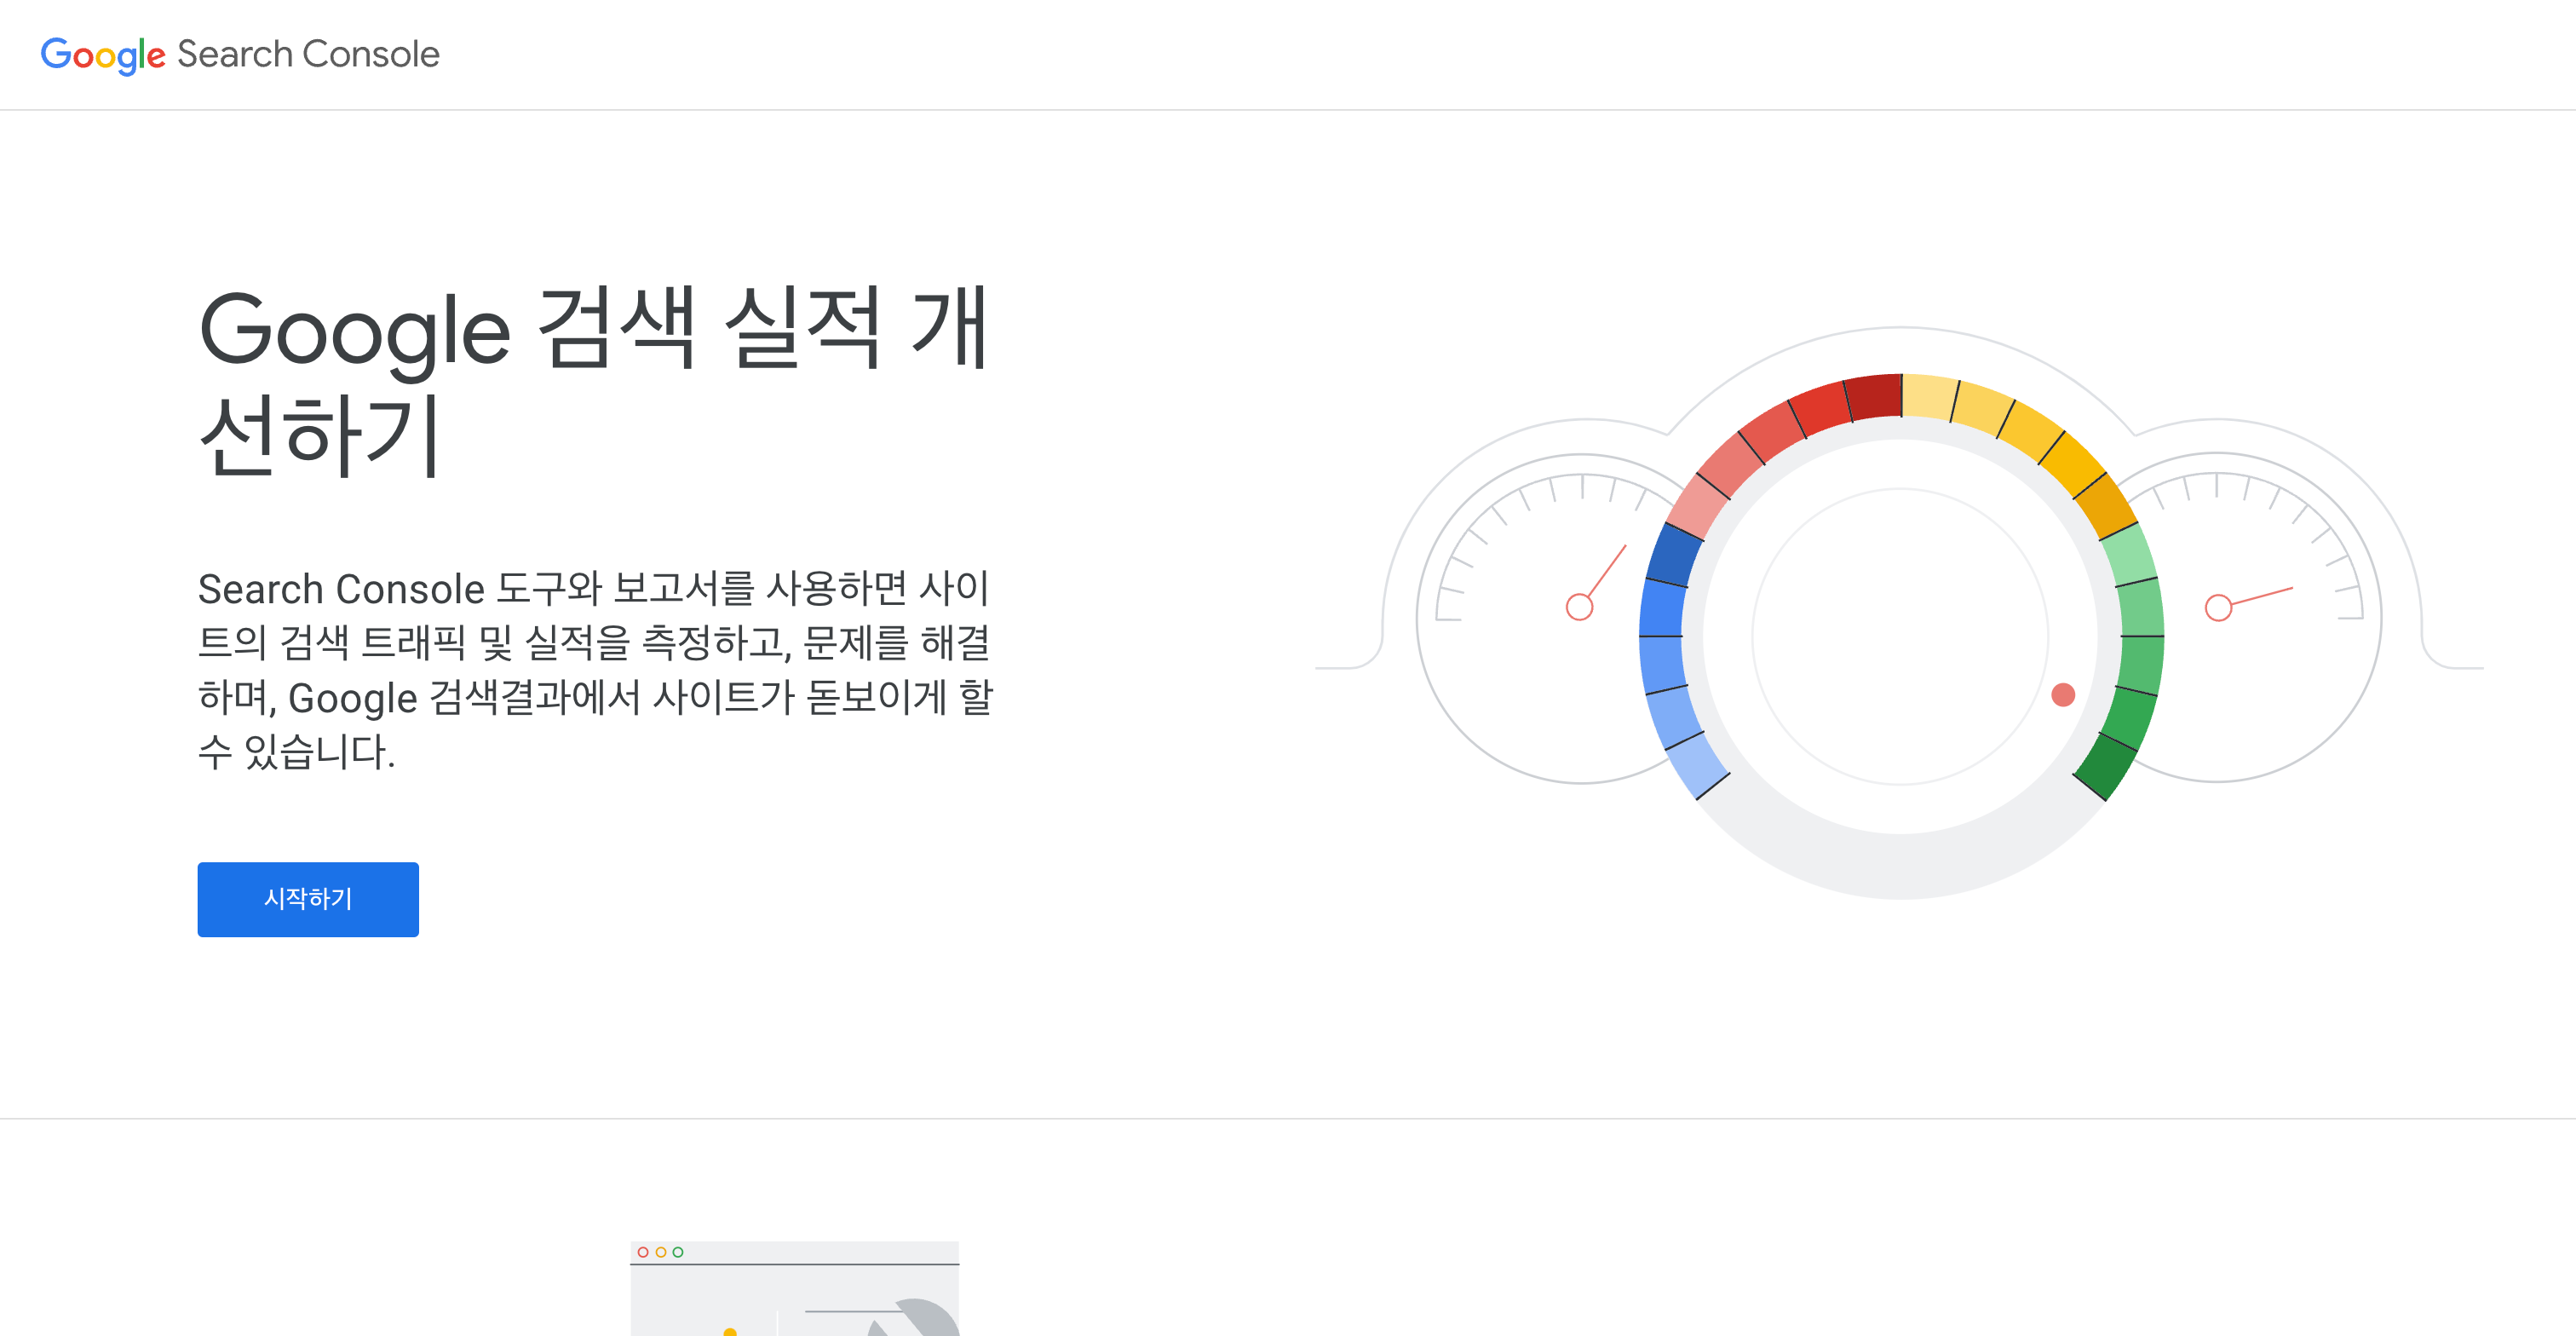 Google Search Console
Google 검색 실적 개
선하기
Search Console 도구와 보고서를 사용하면 사이
트의 검색 트래픽 및 실적을 측정하고, 문제를 해결
하며, Google 검색결과에서 사이트가 돋보이게 할
수 있습니다.
시작하기